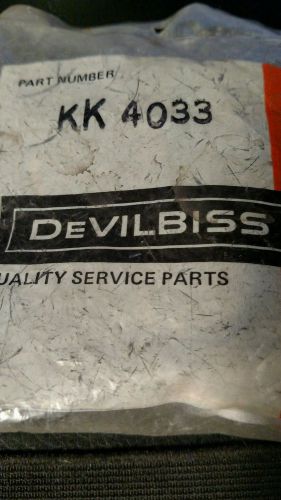 PART NUMBER
KK 4033
DEVILBISS
UALITY SERVICE PARTS